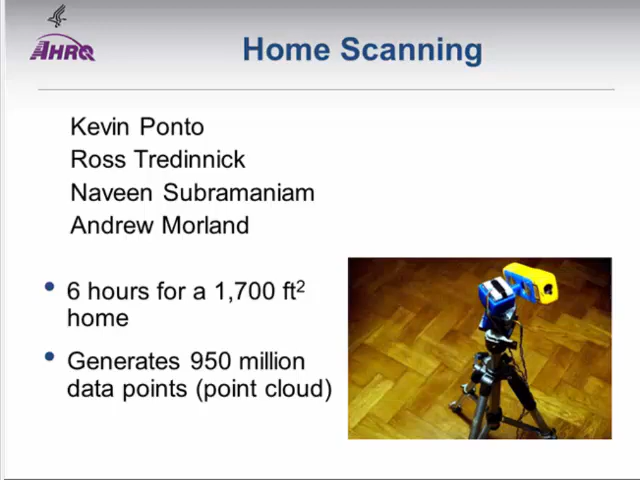 AHRQ
Home Scanning
Kevin Ponto
Ross Tredinnick
Naveen Subramaniam
Andrew Morland
• 6 hours for a 1,700 ft²
home
• Generates 950 million
data points (point cloud)